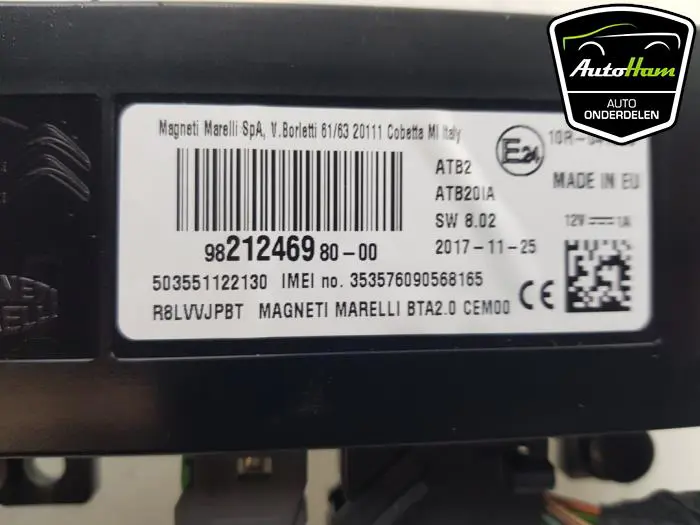 AutoHam
AUTO
ONDERDELEN
Magneti Marelli SpA, V.Borletti 61/63 20111 Cobetta MI Italy
E24
ATB2
MADE IN EU
ATB20IA
SW 8.02
12V 1A
9821246980-00
2017-11-25
503551122130 IMEI no. 353576090568165
CE
R8LVVJPBT MAGNETI MARELLI BTA2.0 CEM00